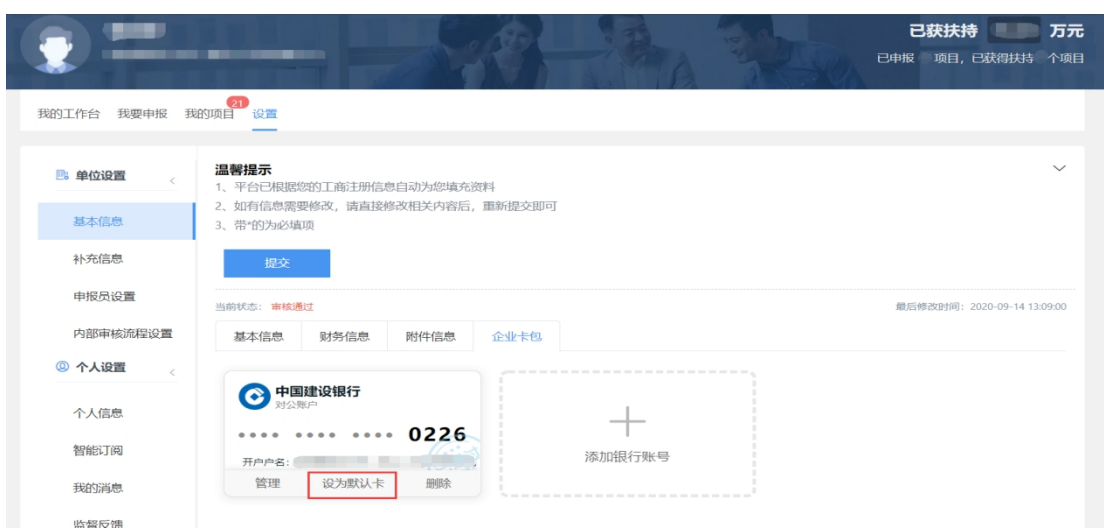 已获扶持 万元
已申报 项目，已获得扶持 个项目
我的工作台 我要申报 我的项目 21 设置
单位设置
基本信息
补充信息
申报员设置
内部审核流程设置
个人设置
个人信息
智能订阅
我的消息
监督反馈
温馨提示
1、平台已根据您的工商注册信息自动为您填充资料
2、如有信息需要修改，请直接修改相关内容后，重新提交即可
3、带*的为必填项
提交
当前状态： 审核通过
最后修改时间：2020-09-14 13:09:00
基本信息 财务信息 附件信息 企业卡包
中国建设银行
对公账户
•••• •••• •••• 0226
开户户名：
管理 设为默认卡 删除
添加银行账号